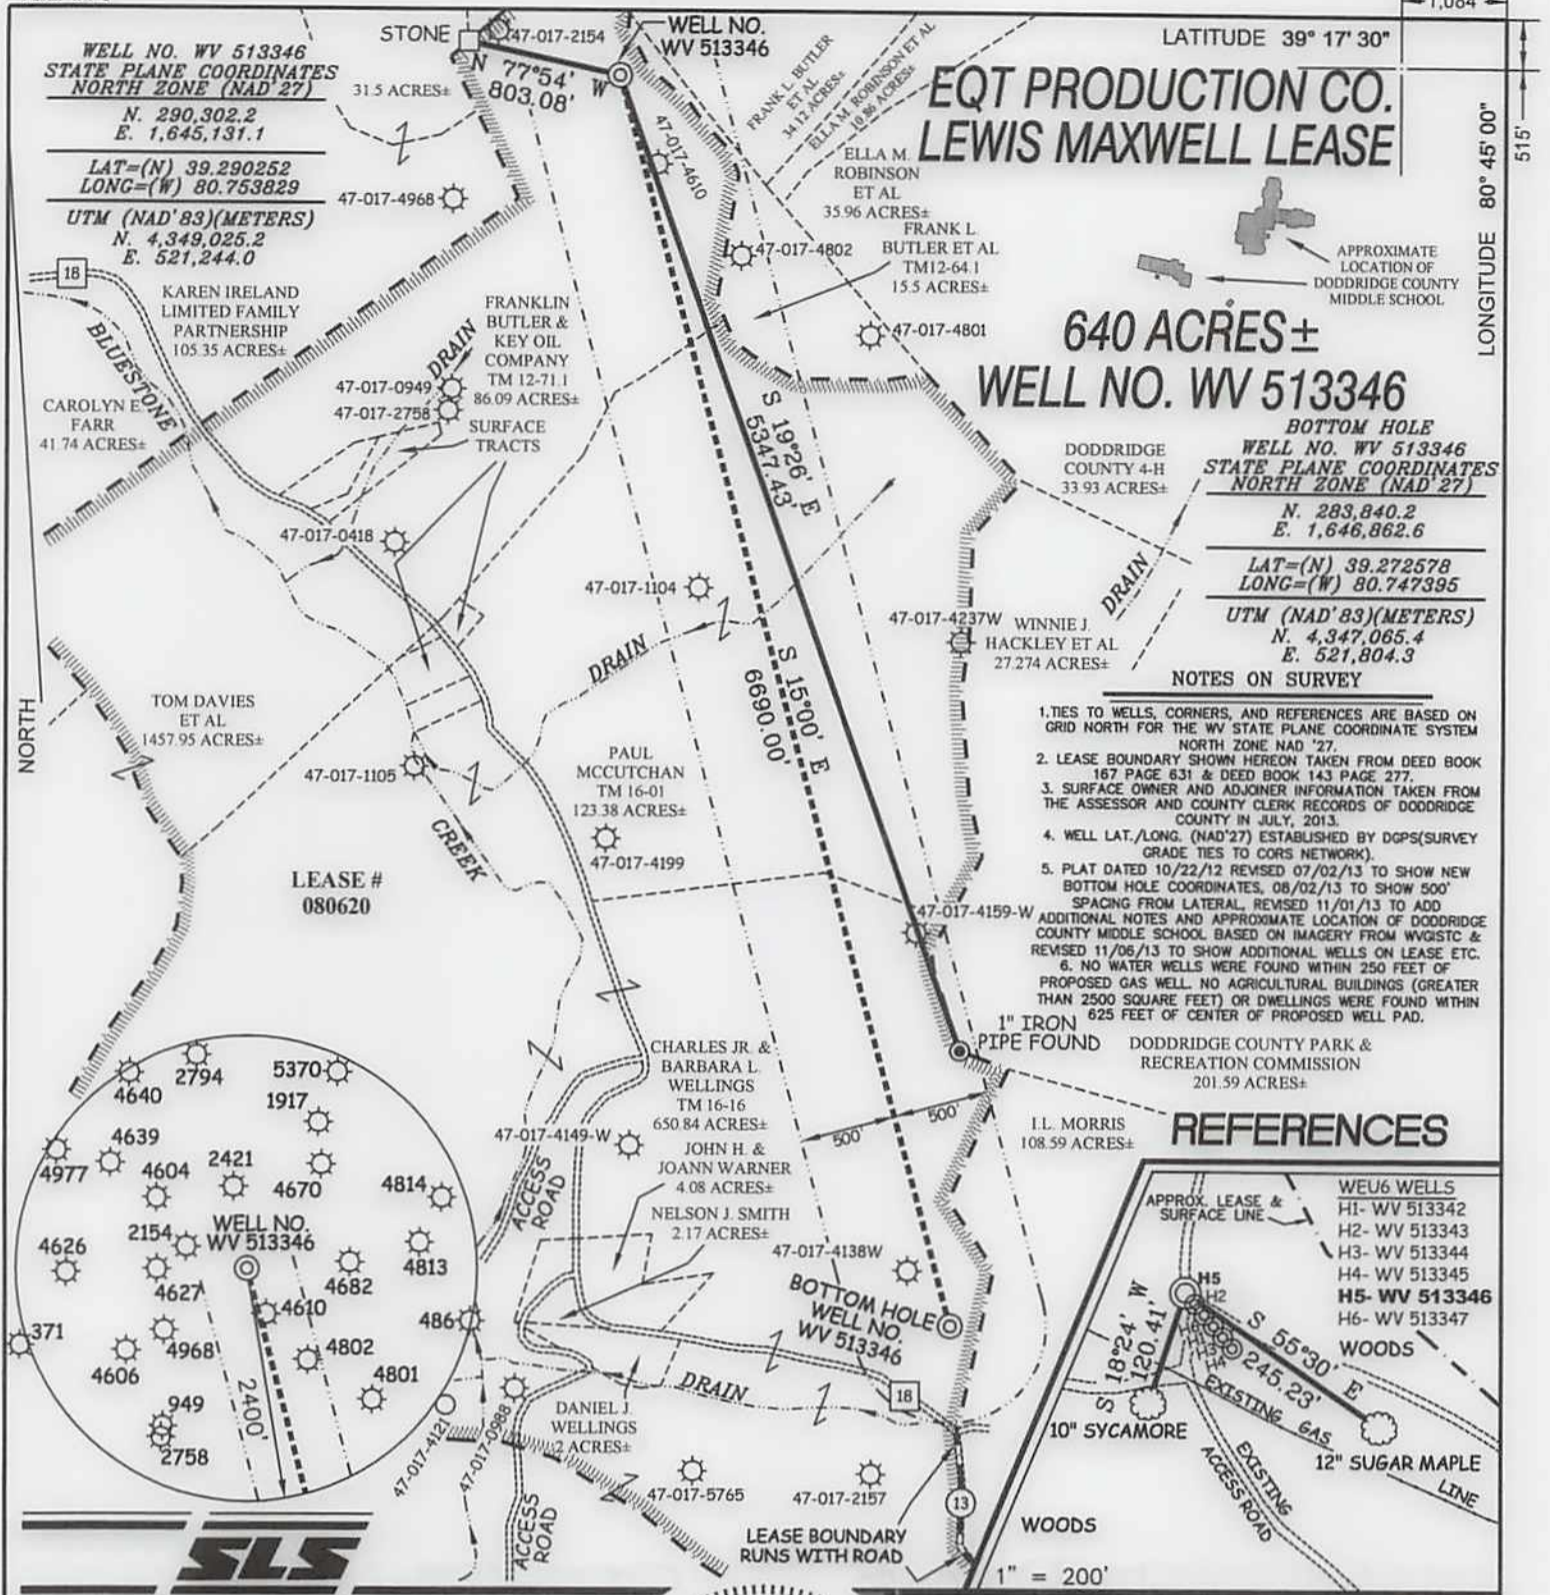 1,084'
LATITUDE 39° 17' 30"
515'
LONGITUDE 80° 45' 00"
WELL NO. WV 513346
STATE PLANE COORDINATES
NORTH ZONE (NAD'27)
N. 290,302.2
E. 1,645,131.1
LAT=(N) 39.290252
LONG=(W) 80.753829
UTM (NAD'83)(METERS)
N. 4,349,025.2
E. 521,244.0
STONE
47-017-2154
WELL NO.
WV 513346
N 77°54' W
803.08'
31.5 ACRES±
47-017-4610
FRANK L. BUTLER
ET AL
34.12 ACRES±
ELLA M. ROBINSON ET AL
10.86 ACRES±
EQT PRODUCTION CO.
LEWIS MAXWELL LEASE
ELLA M.
ROBINSON
ET AL
35.96 ACRES±
47-017-4968
47-017-4802
FRANK L.
BUTLER ET AL
TM12-64.1
15.5 ACRES±
APPROXIMATE
LOCATION OF
DODDRIDGE COUNTY
MIDDLE SCHOOL
18
KAREN IRELAND
LIMITED FAMILY
PARTNERSHIP
105.35 ACRES±
FRANKLIN
BUTLER &
KEY OIL
COMPANY
TM 12-71.1
86.09 ACRES±
47-017-4801
640 ACRES±
WELL NO. WV 513346
BLUESTONE
DRAIN
47-017-0949
47-017-2758
SURFACE
TRACTS
CAROLYN E.
FARR
41.74 ACRES±
S 19°26' E
5347.43'
DODDRIDGE
COUNTY 4-H
33.93 ACRES±
BOTTOM HOLE
WELL NO. WV 513346
STATE PLANE COORDINATES
NORTH ZONE (NAD'27)
N. 283,840.2
E. 1,646,862.6
LAT=(N) 39.272578
LONG=(W) 80.747395
UTM (NAD'83)(METERS)
N. 4,347,065.4
E. 521,804.3
47-017-0418
47-017-1104
DRAIN
47-017-4237W
WINNIE J.
HACKLEY ET AL
27.274 ACRES±
DRAIN
S 15°00' E
6690.00'
NORTH
TOM DAVIES
ET AL
1457.95 ACRES±
47-017-1105
PAUL
MCCUTCHAN
TM 16-01
123.38 ACRES±
47-017-4199
CREEK
LEASE #
080620
NOTES ON SURVEY
1.TIES TO WELLS, CORNERS, AND REFERENCES ARE BASED ON
GRID NORTH FOR THE WV STATE PLANE COORDINATE SYSTEM
NORTH ZONE NAD '27.
2. LEASE BOUNDARY SHOWN HEREON TAKEN FROM DEED BOOK
167 PAGE 631 & DEED BOOK 143 PAGE 277.
3. SURFACE OWNER AND ADJOINER INFORMATION TAKEN FROM
THE ASSESSOR AND COUNTY CLERK RECORDS OF DODDRIDGE
COUNTY IN JULY, 2013.
4. WELL LAT./LONG. (NAD'27) ESTABLISHED BY DGPS(SURVEY
GRADE TIES TO CORS NETWORK).
5. PLAT DATED 10/22/12 REVISED 07/02/13 TO SHOW NEW
BOTTOM HOLE COORDINATES, 08/02/13 TO SHOW 500'
SPACING FROM LATERAL, REVISED 11/01/13 TO ADD
ADDITIONAL NOTES AND APPROXIMATE LOCATION OF DODDRIDGE
COUNTY MIDDLE SCHOOL BASED ON IMAGERY FROM WVGISTC &
REVISED 11/06/13 TO SHOW ADDITIONAL WELLS ON LEASE ETC.
6. NO WATER WELLS WERE FOUND WITHIN 250 FEET OF
PROPOSED GAS WELL. NO AGRICULTURAL BUILDINGS (GREATER
THAN 2500 SQUARE FEET) OR DWELLINGS WERE FOUND WITHIN
625 FEET OF CENTER OF PROPOSED WELL PAD.
47-017-4159-W
1" IRON
PIPE FOUND
DODDRIDGE COUNTY PARK &
RECREATION COMMISSION
201.59 ACRES±
I.L. MORRIS
108.59 ACRES±
500'
500'
CHARLES JR. &
BARBARA L.
WELLINGS
TM 16-16
650.84 ACRES±
47-017-4149-W
JOHN H. &
JOANN WARNER
4.08 ACRES±
NELSON J. SMITH
2.17 ACRES±
ACCESS
ROAD
47-017-4138W
BOTTOM HOLE
WELL NO.
WV 513346
DRAIN
18
DANIEL J.
WELLINGS
2 ACRES±
47-017-4121
47-017-0988
47-017-5765
47-017-2157
13
LEASE BOUNDARY
RUNS WITH ROAD
ACCESS
ROAD
4640
2794
5370
1917
4977
4639
4604
2421
4670
4814
2154
WELL NO.
WV 513346
4626
4627
4682
4813
4610
486
371
4968
4802
4606
4801
949
2758
2400'
SLS
REFERENCES
APPROX. LEASE &
SURFACE LINE
WEU6 WELLS
H1- WV 513342
H2- WV 513343
H3- WV 513344
H4- WV 513345
H5- WV 513346
H6- WV 513347
H5
H2
S 18°24' W
120.41'
S 55°30' E
245.23'
WOODS
EXISTING GAS LINE
10" SYCAMORE
12" SUGAR MAPLE
EXISTING
ACCESS ROAD
WOODS
1" = 200'